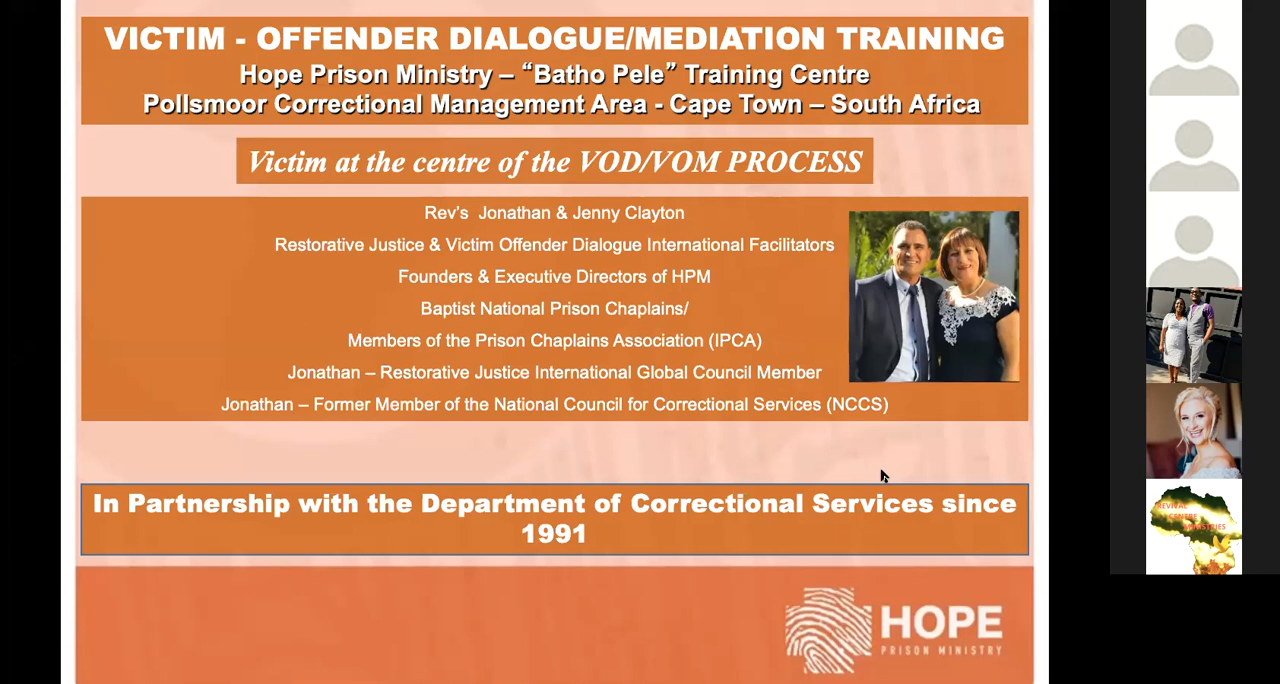 VICTIM - OFFENDER DIALOGUE/MEDIATION TRAINING
Hope Prison Ministry – “Batho Pele” Training Centre
Pollsmoor Correctional Management Area - Cape Town – South Africa
Victim at the centre of the VOD/VOM PROCESS
Rev's Jonathan & Jenny Clayton
Restorative Justice & Victim Offender Dialogue International Facilitators
Founders & Executive Directors of HPM
Baptist National Prison Chaplains/
Members of the Prison Chaplains Association (IPCA)
Jonathan – Restorative Justice International Global Council Member
Jonathan – Former Member of the National Council for Correctional Services (NCCS)
In Partnership with the Department of Correctional Services since
1991
HOPE
PRISON MINISTRY
REVIVAL
CENTRE
MINISTRIES